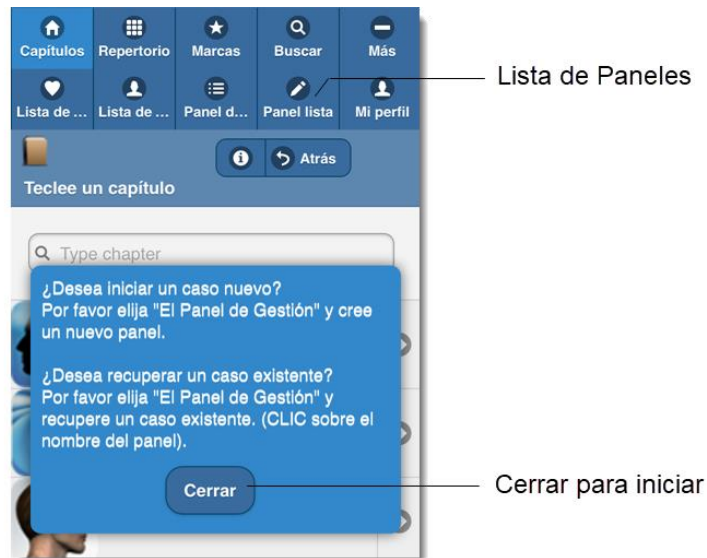 Capítulos Repertorio Marcas Buscar Más
Lista de ... Lista de ... Panel d... Panel lista Mi perfil
Lista de Paneles
Atrás
Teclee un capítulo
Type chapter
¿Desea iniciar un caso nuevo?
Por favor elija "El Panel de Gestión" y cree
un nuevo panel.
¿Desea recuperar un caso existente?
Por favor elija "El Panel de Gestión" y
recupere un caso existente. (CLIC sobre el
nombre del panel).
Cerrar
Cerrar para iniciar